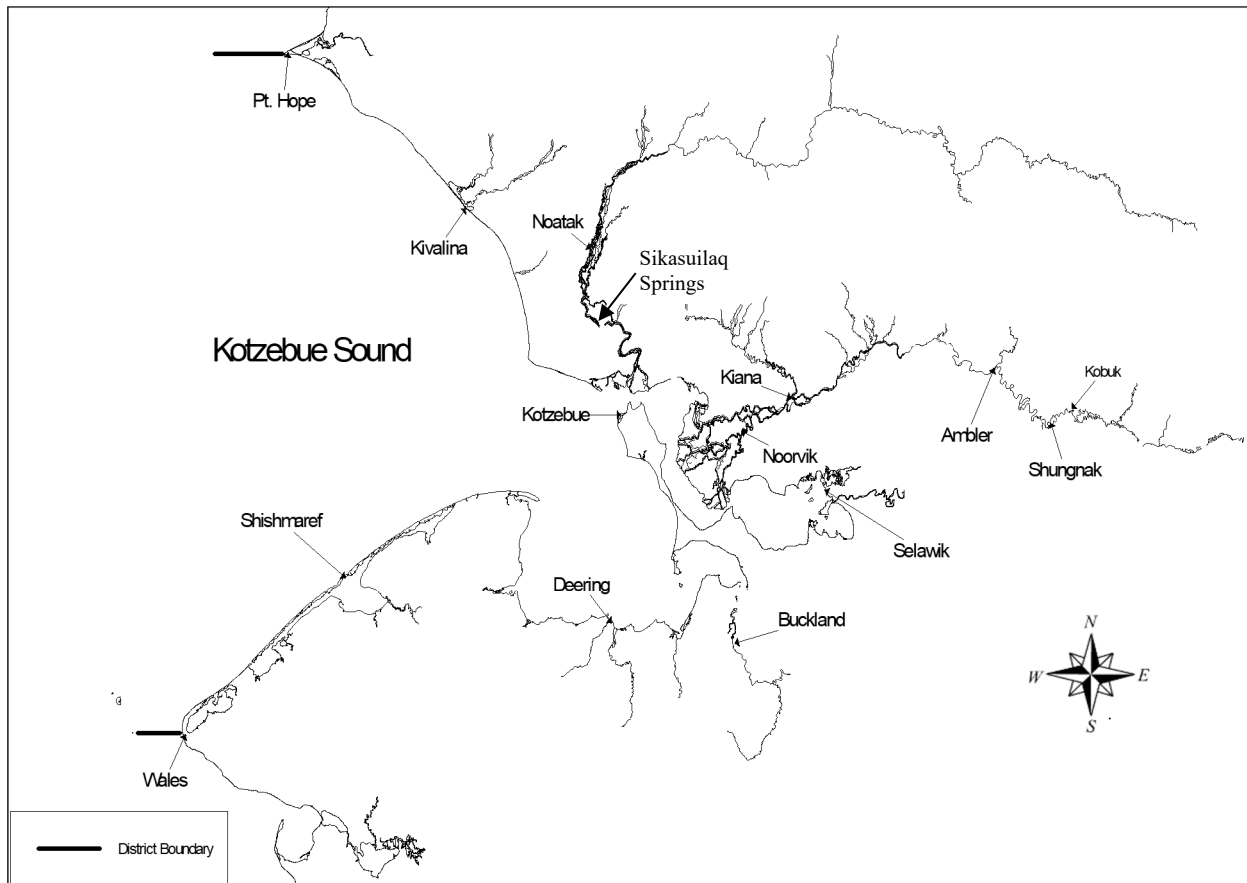 Pt. Hope
Noatak
Kivalina
Sikasuilaq
Springs
Kotzebue Sound
Kiana
Kobuk
Kotzebue
Ambler
Noorvik
Shungnak
Shishmaref
Selawik
Deering
Buckland
N
W
E
S
Wales
District Boundary